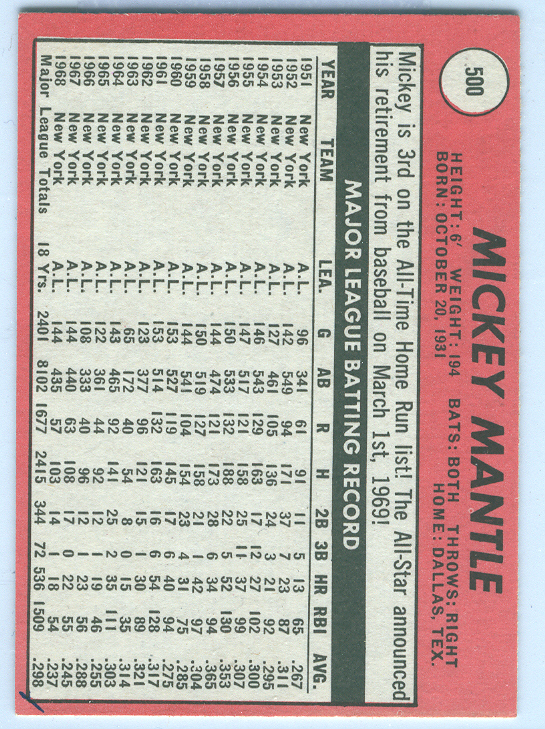 500
MICKEY MANTLE
HEIGHT: 6' WEIGHT: 194 BATS: BOTH THROWS: RIGHT
BORN: OCTOBER 20, 1931 HOME: DALLAS, TEX.
Mickey is 3rd on the All-Time Home Run list! The All-Star announced
his retirement from baseball on March 1st, 1969!
MAJOR LEAGUE BATTING RECORD
YEAR TEAM LEA. G AB R H 2B 3B HR RBI AVG.
1951 New York A.L. 96 341 61 91 11 5 13 65 .267
1952 New York A.L. 142 549 94 171 37 7 23 87 .311
1953 New York A.L. 127 461 105 136 24 3 21 92 .295
1954 New York A.L. 146 543 129 163 17 12 27 102 .300
1955 New York A.L. 147 517 121 158 25 11 37 99 .307
1956 New York A.L. 150 533 132 188 22 5 52 130 .353
1957 New York A.L. 144 474 121 173 28 6 34 94 .365
1958 New York A.L. 150 519 127 158 21 1 42 97 .304
1959 New York A.L. 144 541 104 154 23 4 31 75 .285
1960 New York A.L. 153 527 119 145 17 6 40 94 .275
1961 New York A.L. 153 514 132 163 16 6 54 128 .317
1962 New York A.L. 123 377 96 121 15 1 30 89 .321
1963 New York A.L. 65 172 40 54 8 0 15 35 .314
1964 New York A.L. 143 465 92 141 25 2 35 111 .303
1965 New York A.L. 122 361 44 92 12 1 19 46 .255
1966 New York A.L. 108 333 40 96 12 1 23 56 .288
1967 New York A.L. 144 440 63 108 17 0 22 55 .245
1968 New York A.L. 144 435 57 103 14 1 18 54 .237
Major League Totals 18 Yrs. 2401 8102 1677 2415 344 72 536 1509 .298